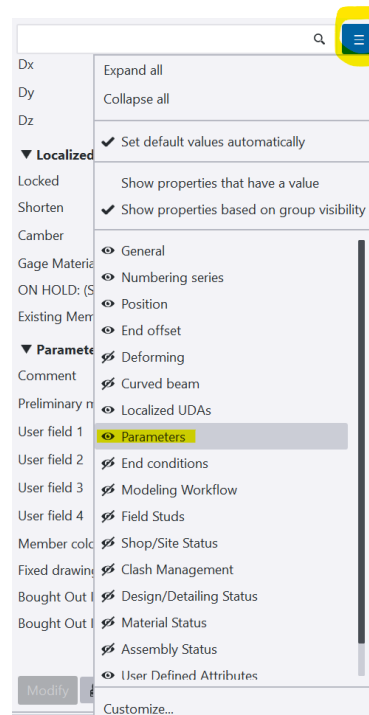 Dx
Dy
Dz
Localized
Locked
Shorten
Camber
Gage Materia
ON HOLD: (S
Existing Mem
Paramete
Comment
Preliminary m
User field 1
User field 2
User field 3
User field 4
Member colo
Fixed drawing
Bought Out I
Bought Out I
Modify
Expand all
Collapse all
Set default values automatically
Show properties that have a value
Show properties based on group visibility
General
Numbering series
Position
End offset
Deforming
Curved beam
Localized UDAs
Parameters
End conditions
Modeling Workflow
Field Studs
Shop/Site Status
Clash Management
Design/Detailing Status
Material Status
Assembly Status
User Defined Attributes
Customize...